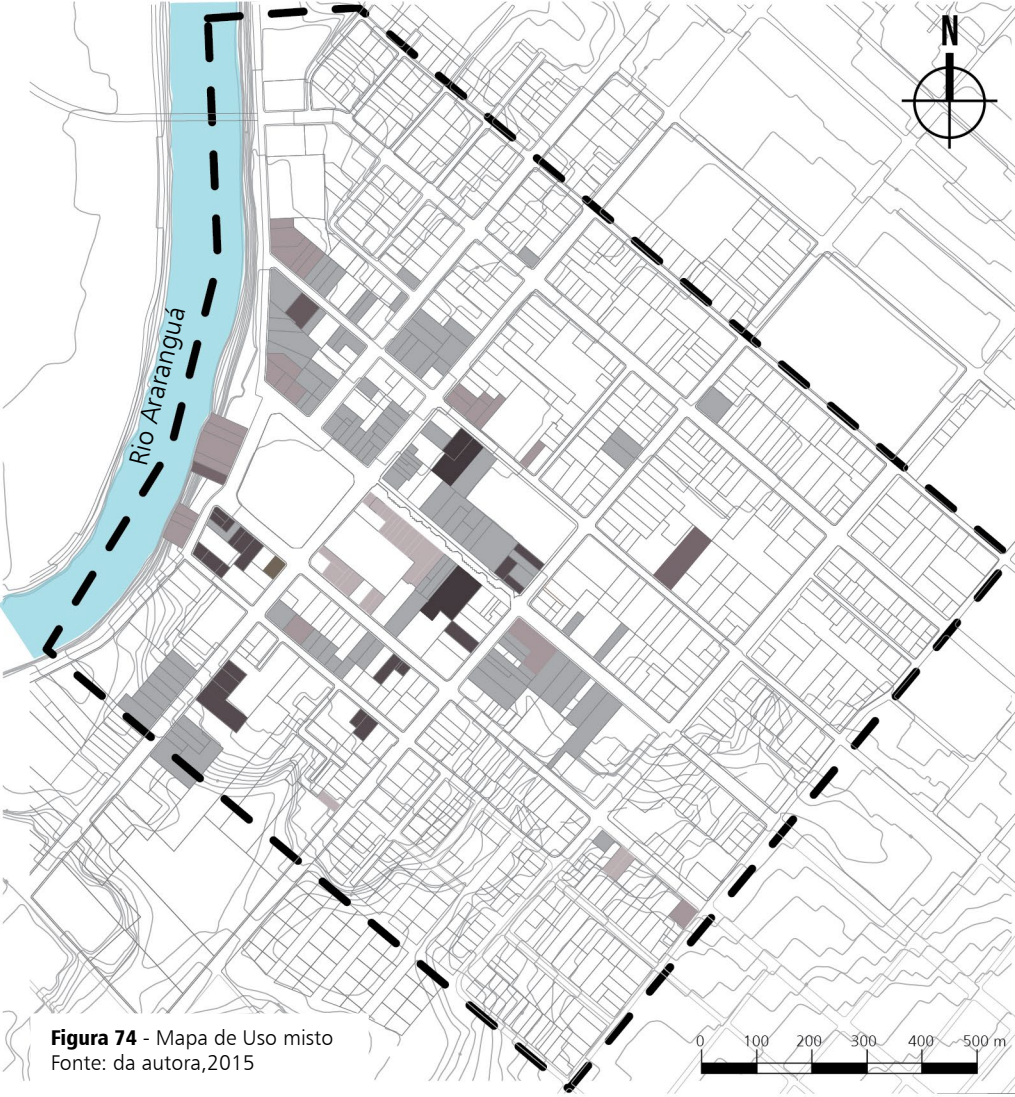 N
Rio Araranguá
Figura 74 - Mapa de Uso misto
Fonte: da autora,2015
0 100 200 300 400 500 m